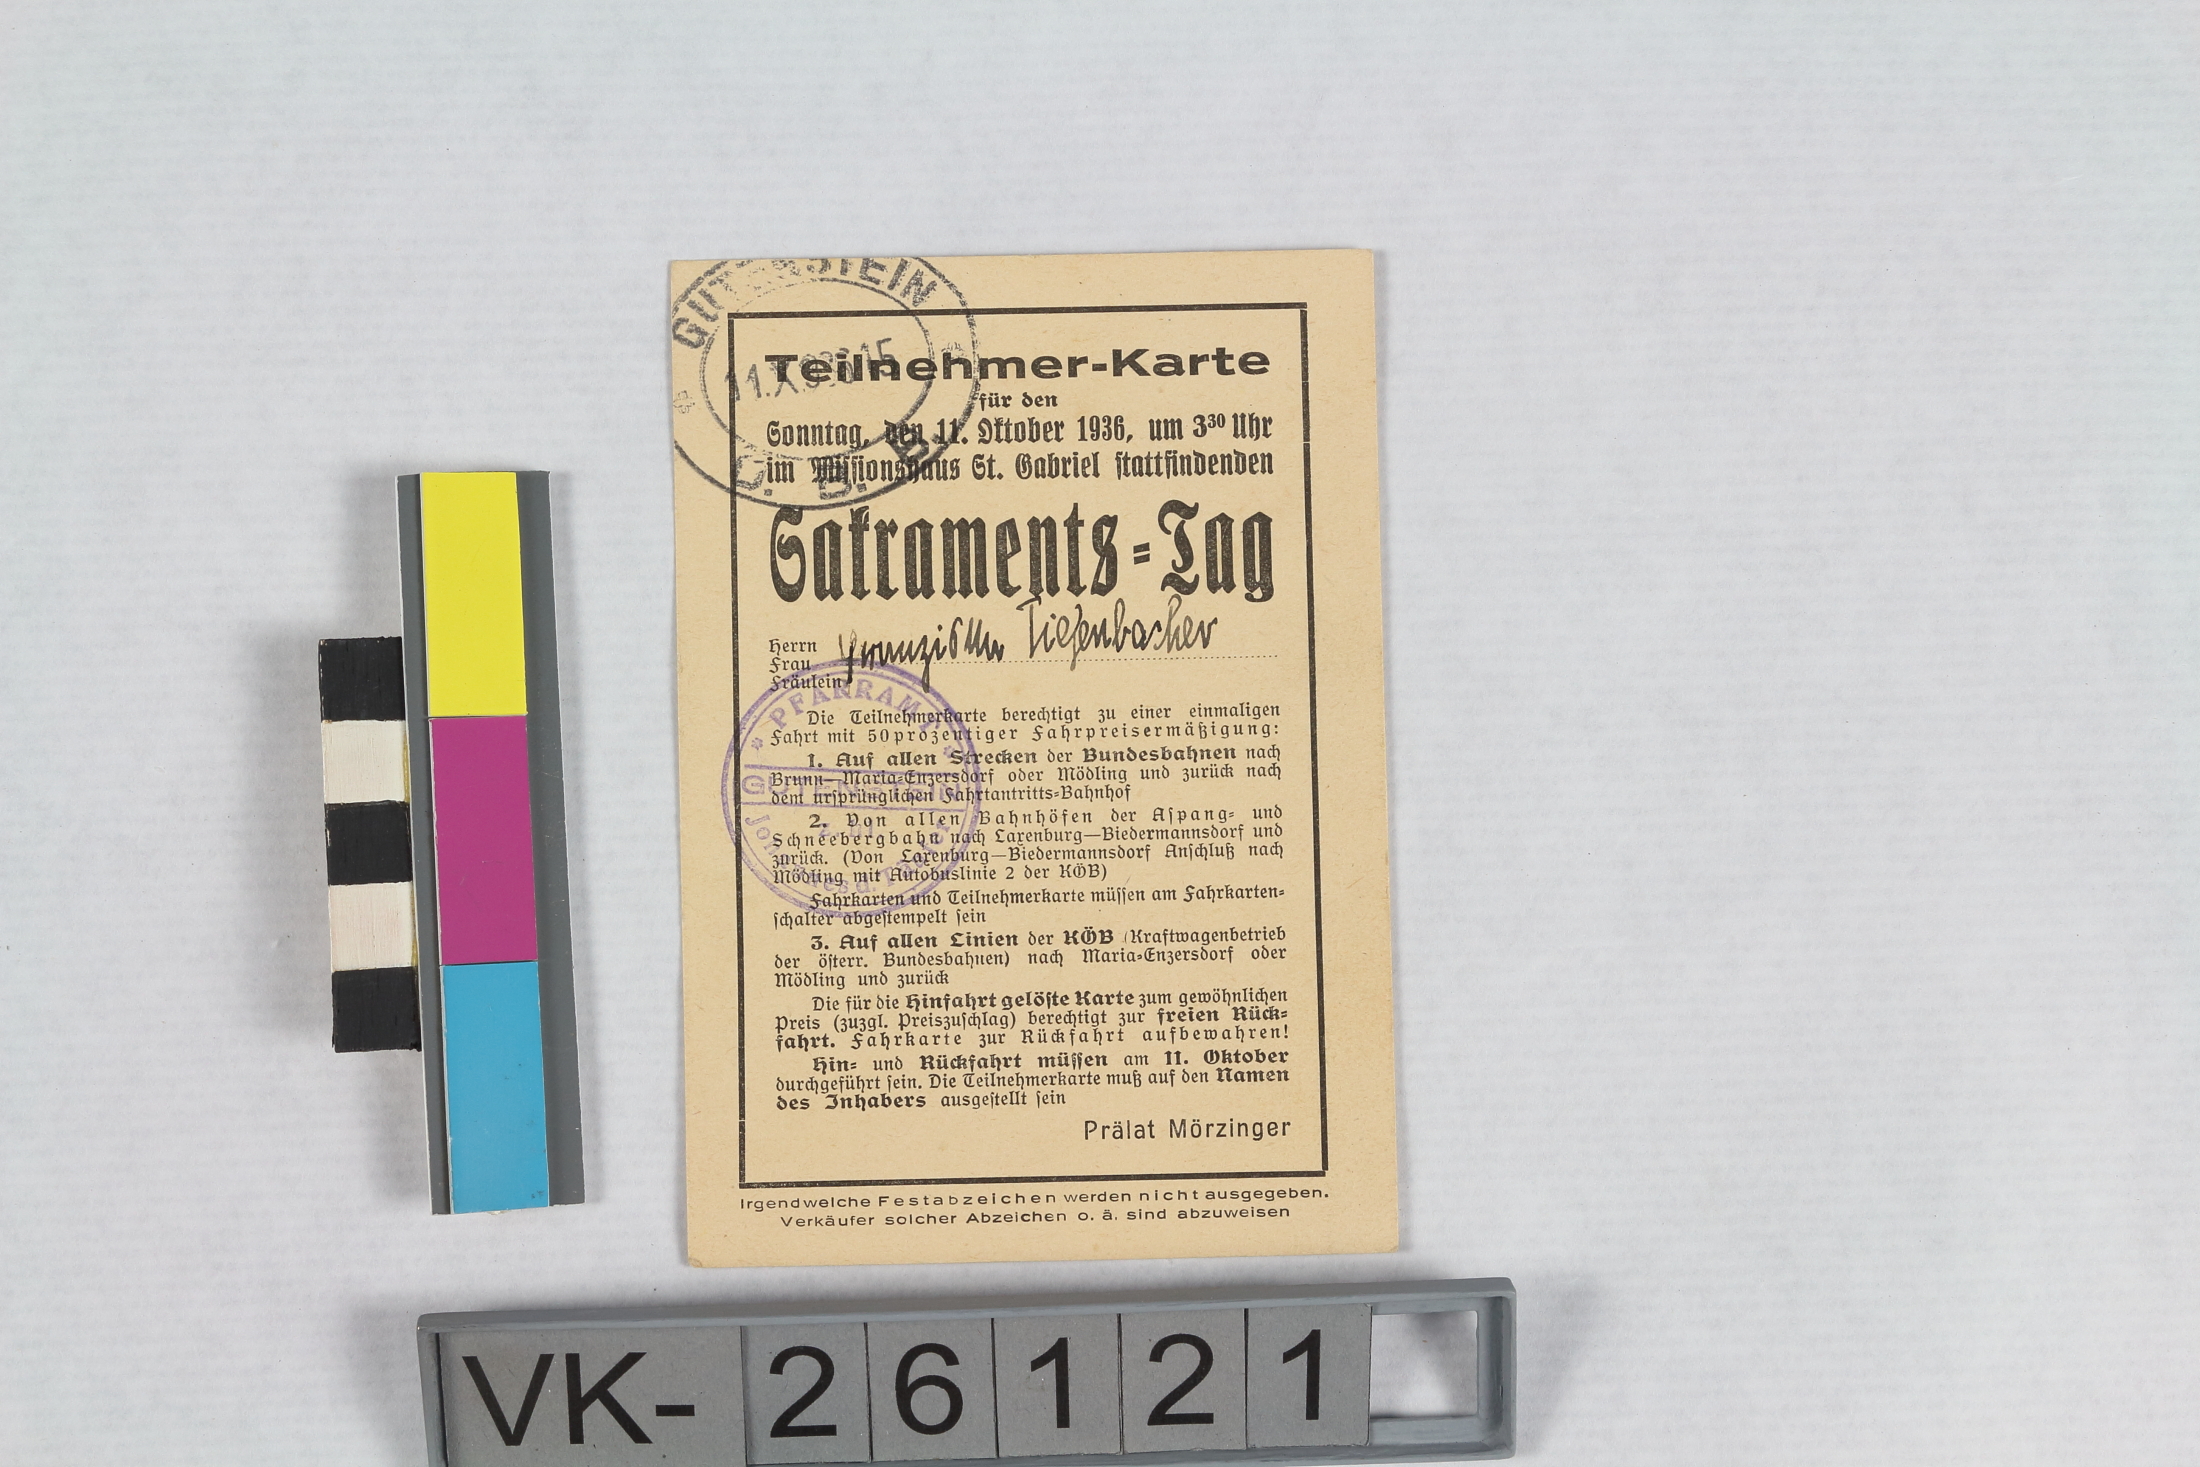 GUTENSTEIN
11.X.93615
B. B.
Teilnehmer-Karte
für den
Sonntag, den 11. Oktober 1936, um 3³⁰ Uhr
im Missionshaus St. Gabriel stattfindenden
Sakraments-Tag
Herrn
Frau
Fräulein
Franziska Tiefenbacher
PFARRAMT
GUTENSTEIN
Die Teilnehmerkarte berechtigt zu einer einmaligen
Fahrt mit 50prozentiger Fahrpreisermäßigung:
1. Auf allen Strecken der Bundesbahnen nach
Brunn—Maria-Enzersdorf oder Mödling und zurück nach
dem ursprünglichen Fahrtantritts-Bahnhof
2. Von allen Bahnhöfen der Aspang- und
Schneebergbahn nach Laxenburg—Biedermannsdorf und
zurück. (Von Laxenburg—Biedermannsdorf Anschluß nach
Mödling mit Autobuslinie 2 der KÖB)
Fahrkarten und Teilnehmerkarte müssen am Fahrkarten-
schalter abgestempelt sein
3. Auf allen Linien der KÖB (Kraftwagenbetrieb
der österr. Bundesbahnen) nach Maria-Enzersdorf oder
Mödling und zurück
Die für die Hinfahrt gelöste Karte zum gewöhnlichen
Preis (zuzgl. Preiszuschlag) berechtigt zur freien Rück-
fahrt. Fahrkarte zur Rückfahrt aufbewahren!
Hin- und Rückfahrt müssen am 11. Oktober
durchgeführt sein. Die Teilnehmerkarte muß auf den Namen
des Inhabers ausgestellt sein
Prälat Mörzinger
Irgendwelche Festabzeichen werden nicht ausgegeben.
Verkäufer solcher Abzeichen o. ä. sind abzuweisen
VK-26121